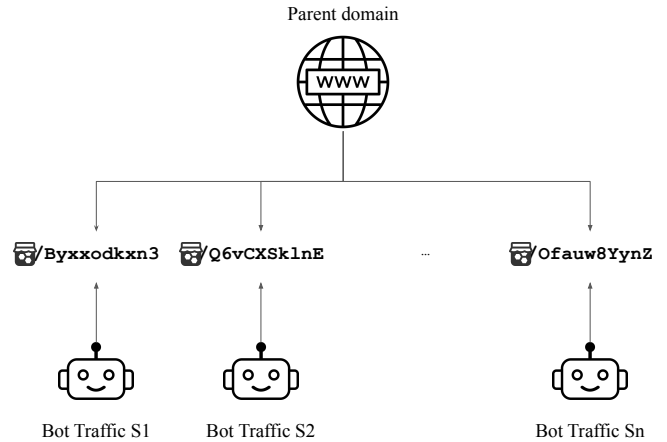 Parent domain
WWW
/Byxxodkxn3 /Q6vCXSklnE ... /Ofauw8YynZ
Bot Traffic S1 Bot Traffic S2 Bot Traffic Sn